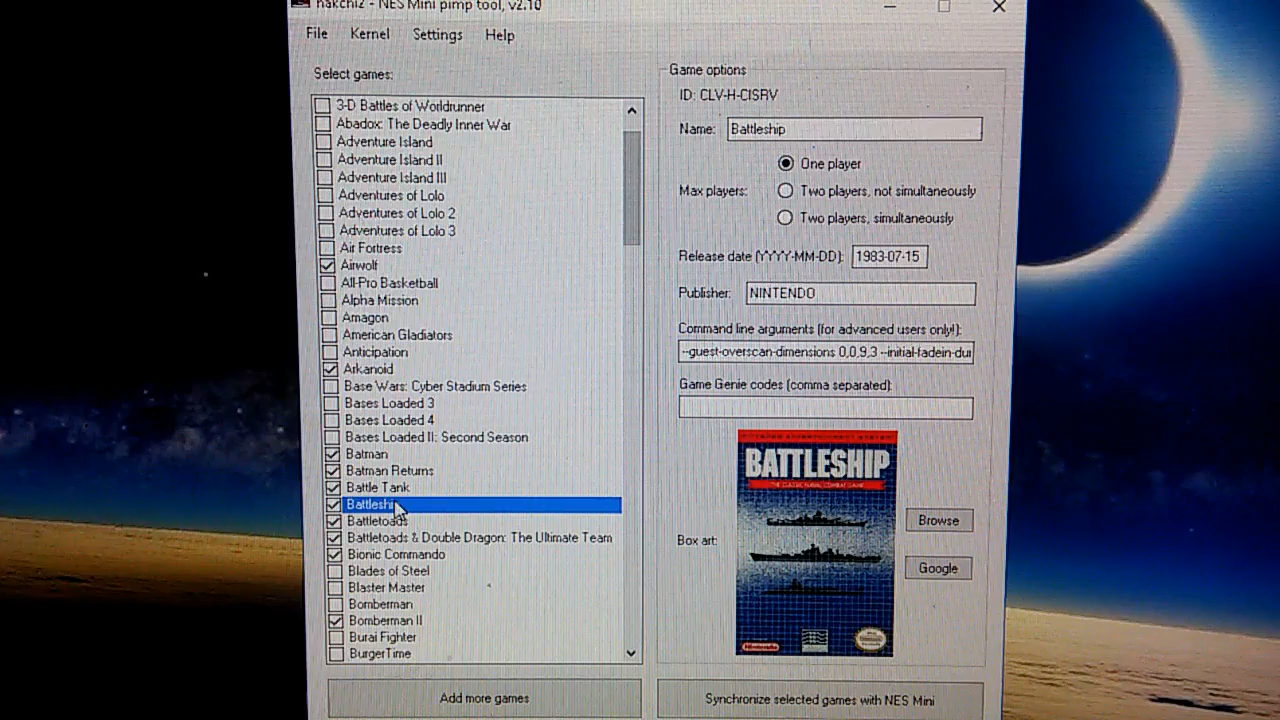 hakchi2 - NES Mini pimp tool, v2.10
File Kernel Settings Help
Select games:
3-D Battles of Worldrunner
Abadox: The Deadly Inner War
Adventure Island
Adventure Island II
Adventure Island III
Adventures of Lolo
Adventures of Lolo 2
Adventures of Lolo 3
Air Fortress
Airwolf
All-Pro Basketball
Alpha Mission
Amagon
American Gladiators
Anticipation
Arkanoid
Base Wars: Cyber Stadium Series
Bases Loaded 3
Bases Loaded 4
Bases Loaded II: Second Season
Batman
Batman Returns
Battle Tank
Battleship
Battletoads
Battletoads & Double Dragon: The Ultimate Team
Bionic Commando
Blades of Steel
Blaster Master
Bomberman
Bomberman II
Burai Fighter
BurgerTime
Add more games
Game options
ID: CLV-H-CISRV
Name: Battleship
Max players:
One player
Two players, not simultaneously
Two players, simultaneously
Release date (YYYY-MM-DD): 1983-07-15
Publisher: NINTENDO
Command line arguments (for advanced users only!):
--guest-overscan-dimensions 0,0,9,3 --initial-fadein-dur
Game Genie codes (comma separated):
Box art:
BATTLESHIP
THE CLASSIC NAVAL COMBAT GAME
Nintendo
Browse
Google
Synchronize selected games with NES Mini